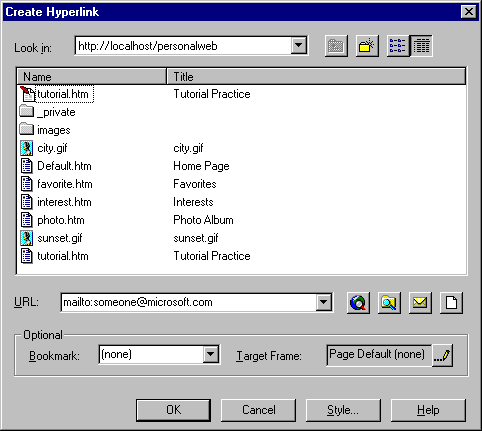 Create Hyperlink
Look in: http://localhost/personalweb
Name Title
tutorial.htm Tutorial Practice
_private
images
city.gif city.gif
Default.htm Home Page
favorite.htm Favorites
interest.htm Interests
photo.htm Photo Album
sunset.gif sunset.gif
tutorial.htm Tutorial Practice
URL: mailto:someone@microsoft.com
Optional
Bookmark: (none) Target Frame: Page Default (none)
OK Cancel Style... Help